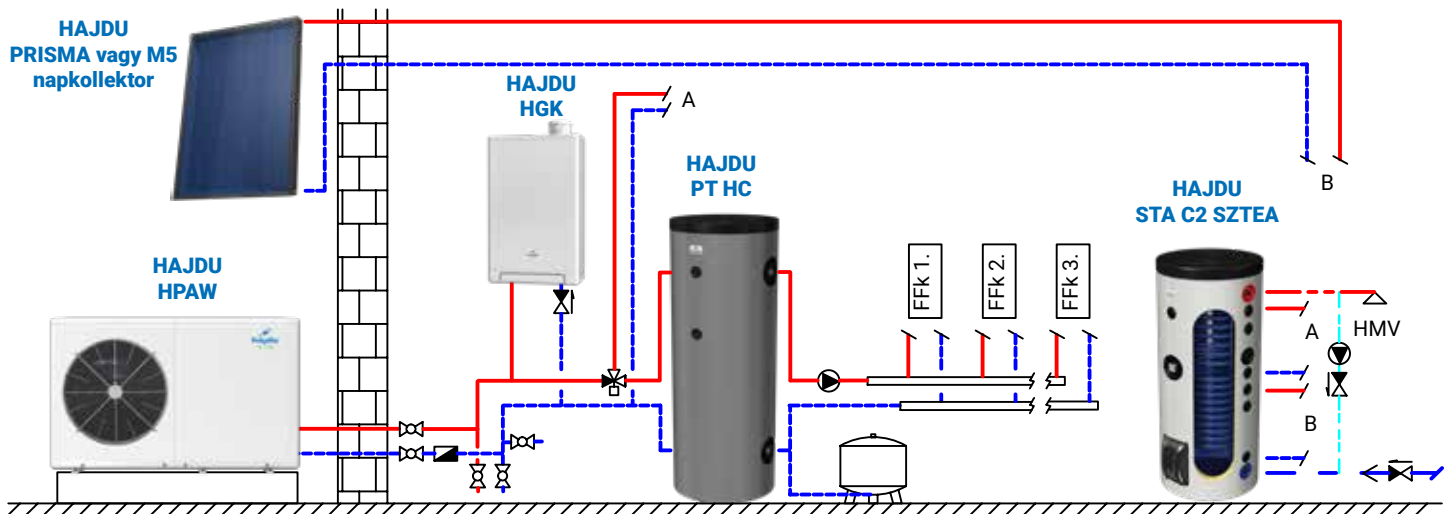 HAJDU
PRISMA vagy M5
napkollektor
HAJDU
HGK
A
HAJDU
PT HC
B
HAJDU
STA C2 SZTEA
HAJDU
HPAW
FFk 1.
FFk 2.
FFk 3.
A
HMV
B